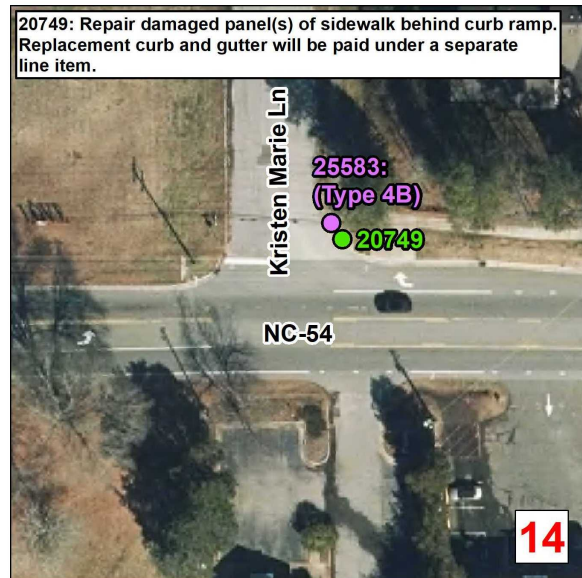 20749: Repair damaged panel(s) of sidewalk behind curb ramp.
Replacement curb and gutter will be paid under a separate
line item.
Kristen Marie Ln
25583:
(Type 4B)
20749
NC-54
14